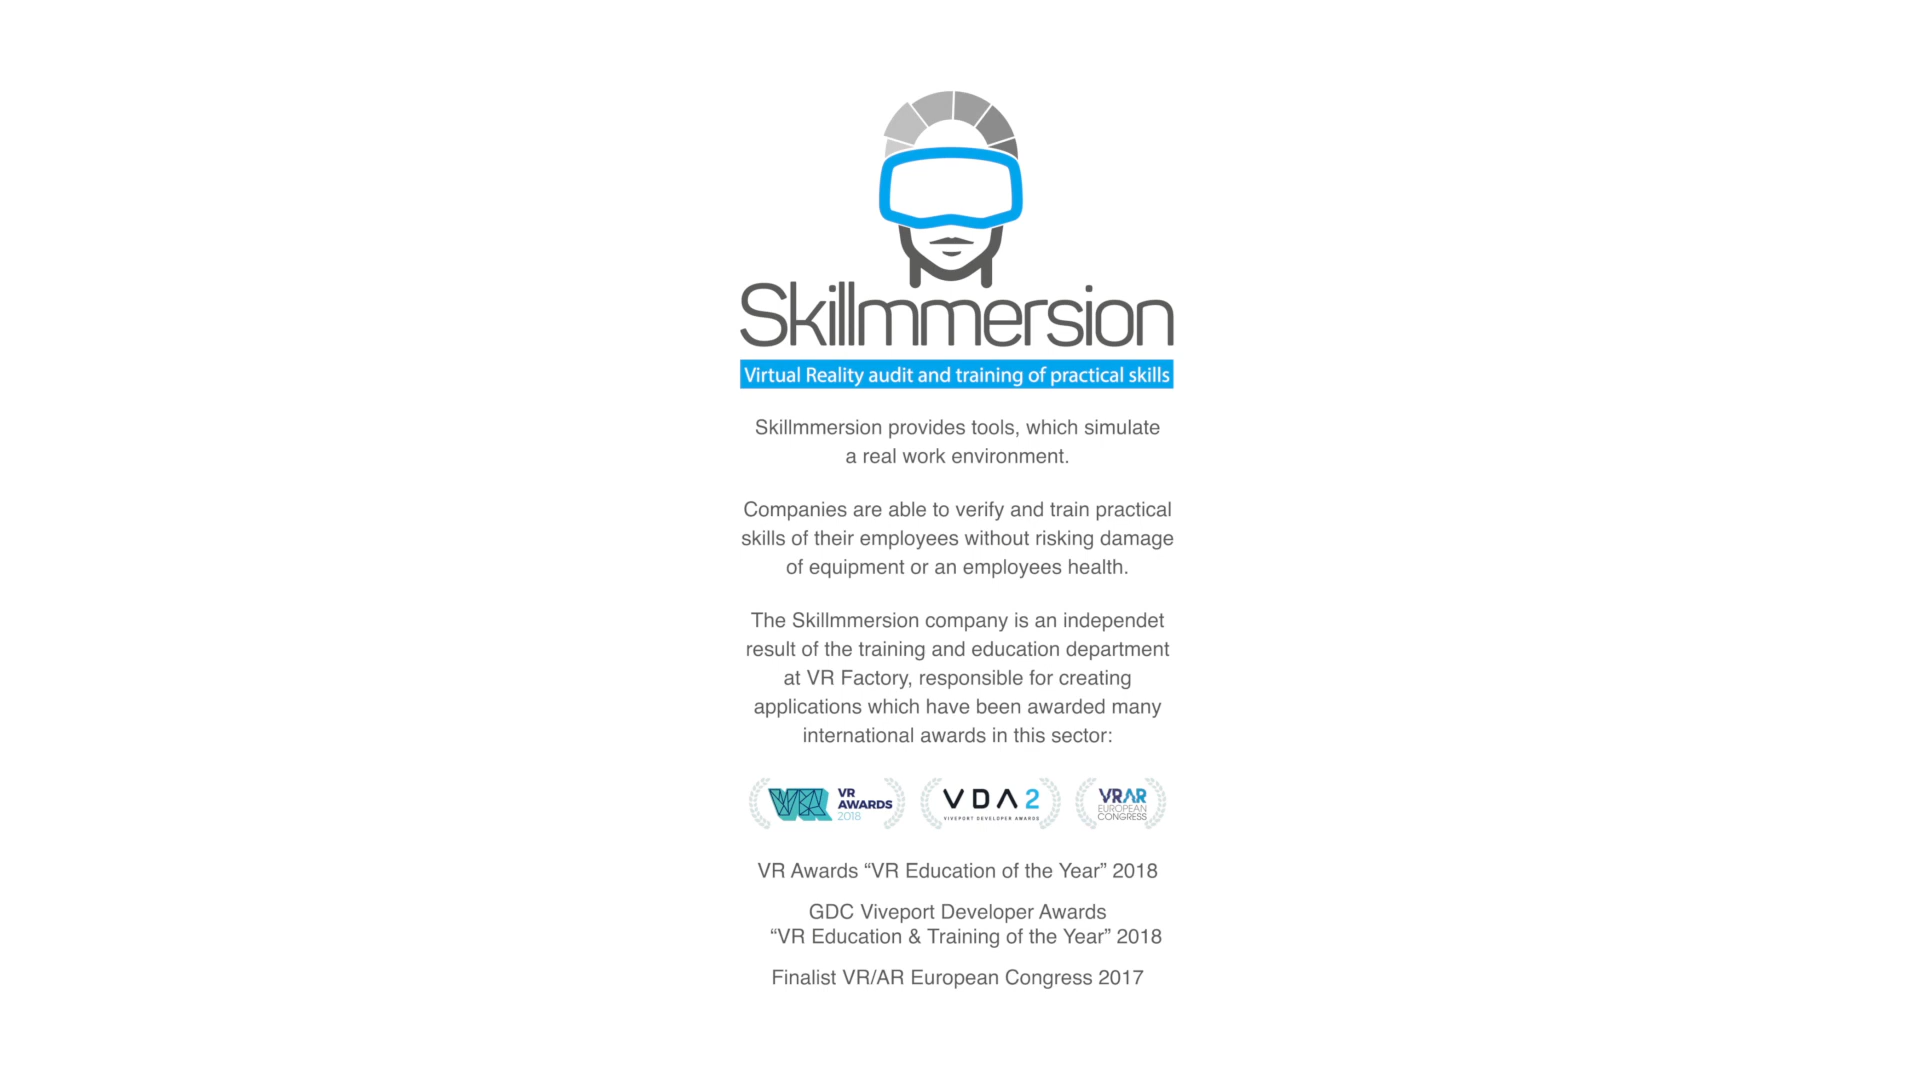 Skillmmersion
Virtual Reality audit and training of practical skills
Skillmmersion provides tools, which simulate
a real work environment.
Companies are able to verify and train practical
skills of their employees without risking damage
of equipment or an employees health.
The Skillmmersion company is an independet
result of the training and education department
at VR Factory, responsible for creating
applications which have been awarded many
international awards in this sector:
VRA VR AWARDS 2018
VDA 2
VIVEPORT DEVELOPER AWARDS
VRAR
EUROPEAN
CONGRESS
VR Awards “VR Education of the Year” 2018
GDC Viveport Developer Awards
“VR Education & Training of the Year” 2018
Finalist VR/AR European Congress 2017